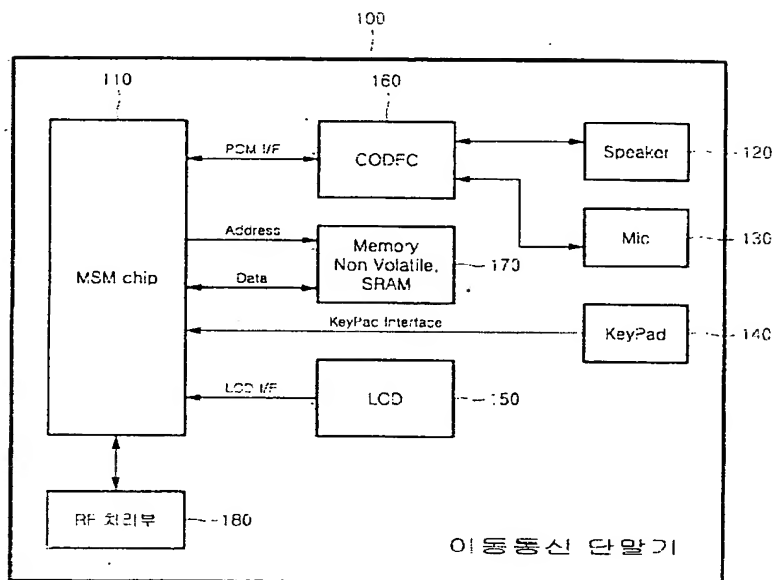 100
110
160
MSM chip
PCM I/F
CODEC
Speaker
120
Mic
130
Address
Memory
Non Volatile,
SRAM
170
Data
KeyPad Interface
KeyPad
140
LCD I/F
LCD
150
RF 처리부
180
이동통신 단말기